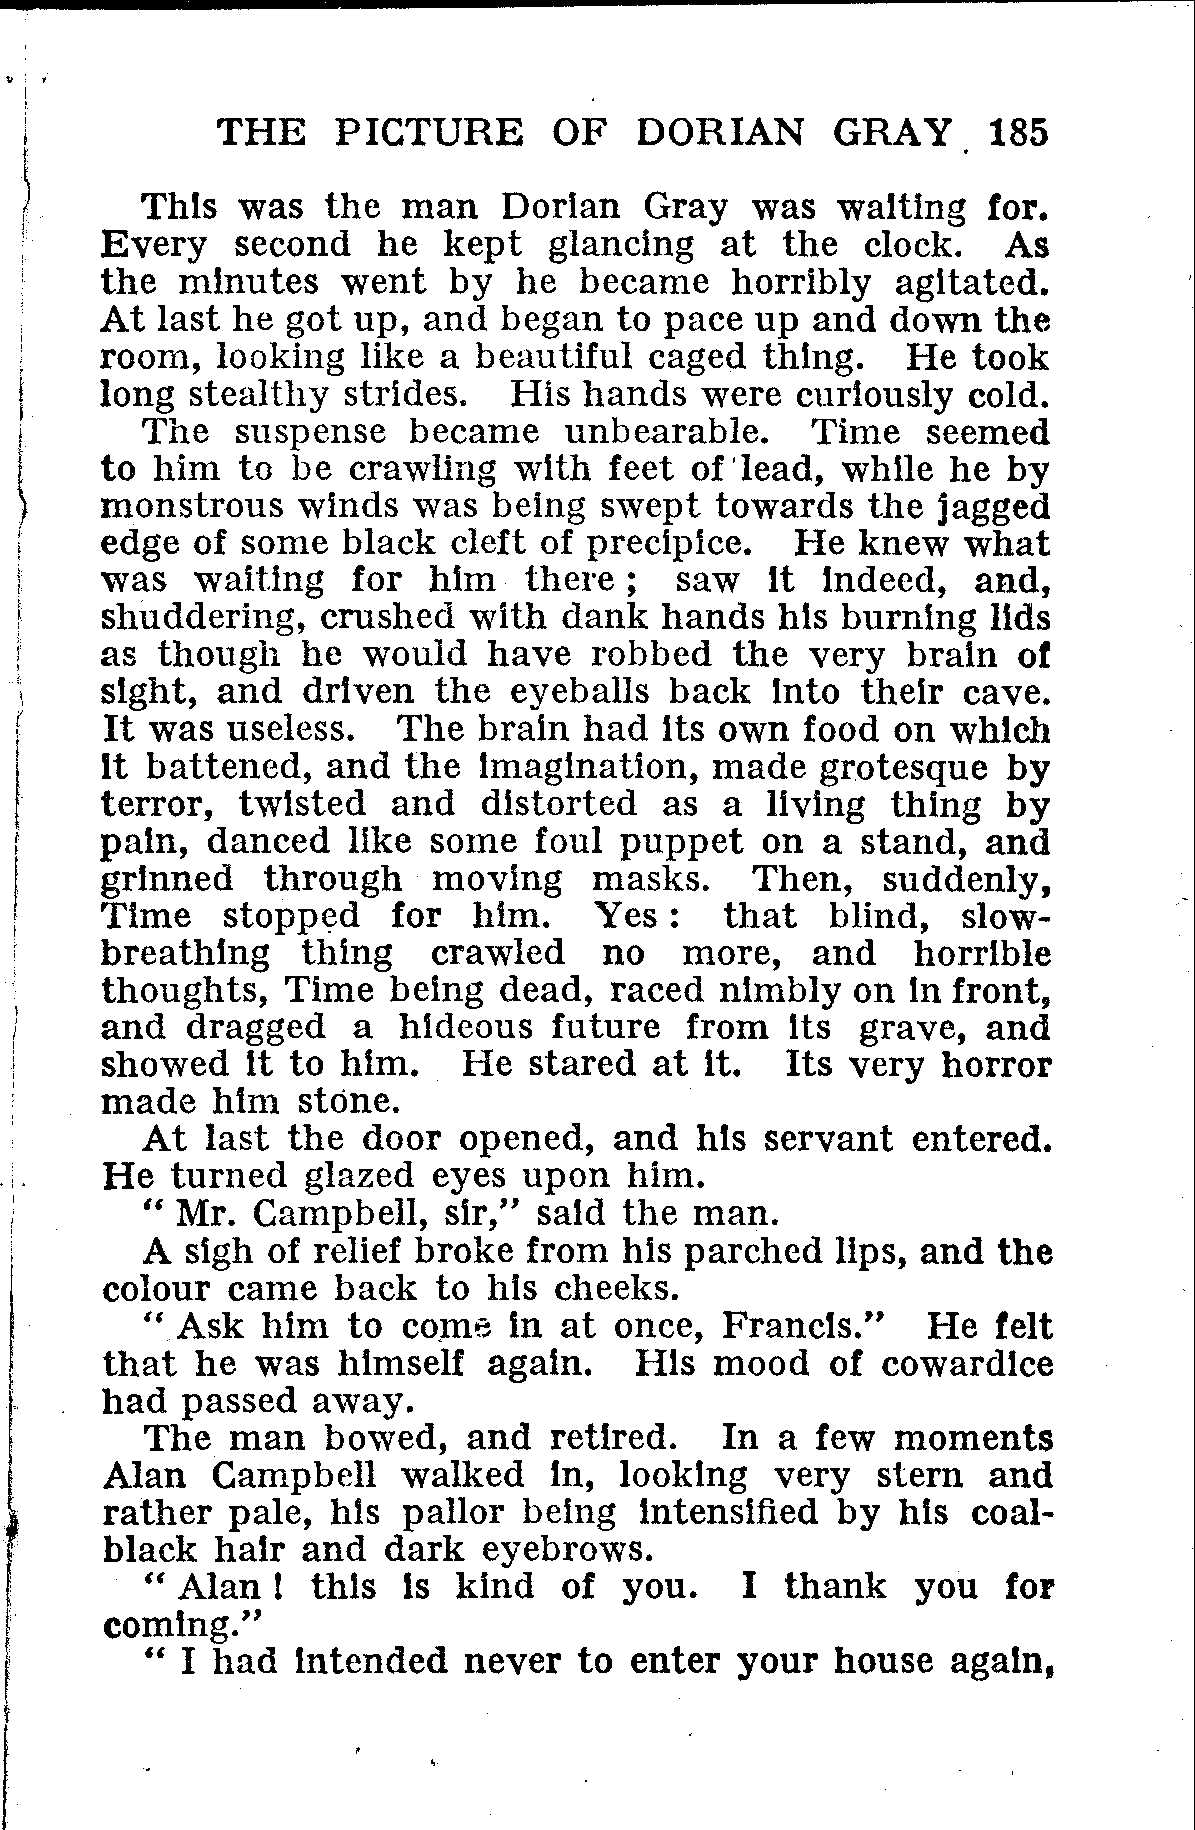 THE PICTURE OF DORIAN GRAY 185
This was the man Dorian Gray was waiting for.
Every second he kept glancing at the clock. As
the minutes went by he became horribly agitated.
At last he got up, and began to pace up and down the
room, looking like a beautiful caged thing. He took
long stealthy strides. His hands were curiously cold.
The suspense became unbearable. Time seemed
to him to be crawling with feet of lead, while he by
monstrous winds was being swept towards the jagged
edge of some black cleft of precipice. He knew what
was waiting for him there ; saw it indeed, and,
shuddering, crushed with dank hands his burning lids
as though he would have robbed the very brain of
sight, and driven the eyeballs back into their cave.
It was useless. The brain had its own food on which
it battened, and the imagination, made grotesque by
terror, twisted and distorted as a living thing by
pain, danced like some foul puppet on a stand, and
grinned through moving masks. Then, suddenly,
Time stopped for him. Yes : that blind, slow-
breathing thing crawled no more, and horrible
thoughts, Time being dead, raced nimbly on in front,
and dragged a hideous future from its grave, and
showed it to him. He stared at it. Its very horror
made him stone.
At last the door opened, and his servant entered.
He turned glazed eyes upon him.
“ Mr. Campbell, sir,” said the man.
A sigh of relief broke from his parched lips, and the
colour came back to his cheeks.
“ Ask him to come in at once, Francis.” He felt
that he was himself again. His mood of cowardice
had passed away.
The man bowed, and retired. In a few moments
Alan Campbell walked in, looking very stern and
rather pale, his pallor being intensified by his coal-
black hair and dark eyebrows.
“ Alan ! this is kind of you. I thank you for
coming.”
“ I had intended never to enter your house again,